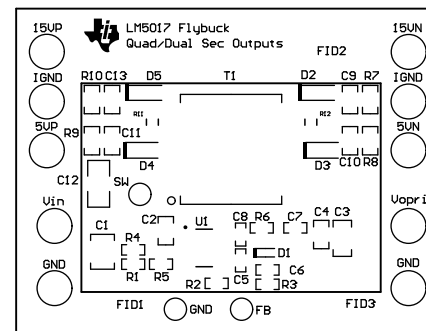 15VP
LM5017 Flybuck
Quad/Dual Sec Outputs
15VN
FID2
IGND
R10 C13 D5 T1 D2 C9 R7
IGND
R11
R12
5VP
R9
C11
5VN
D4
D3
C10 R8
C12
SW
Vin
Vopri
C2 U1 C8 R6 C7 C4 C3
C1
R4
D1
GND
R1 R5
C6
GND
R2
C5
R3
FID1
GND
FB
FID3